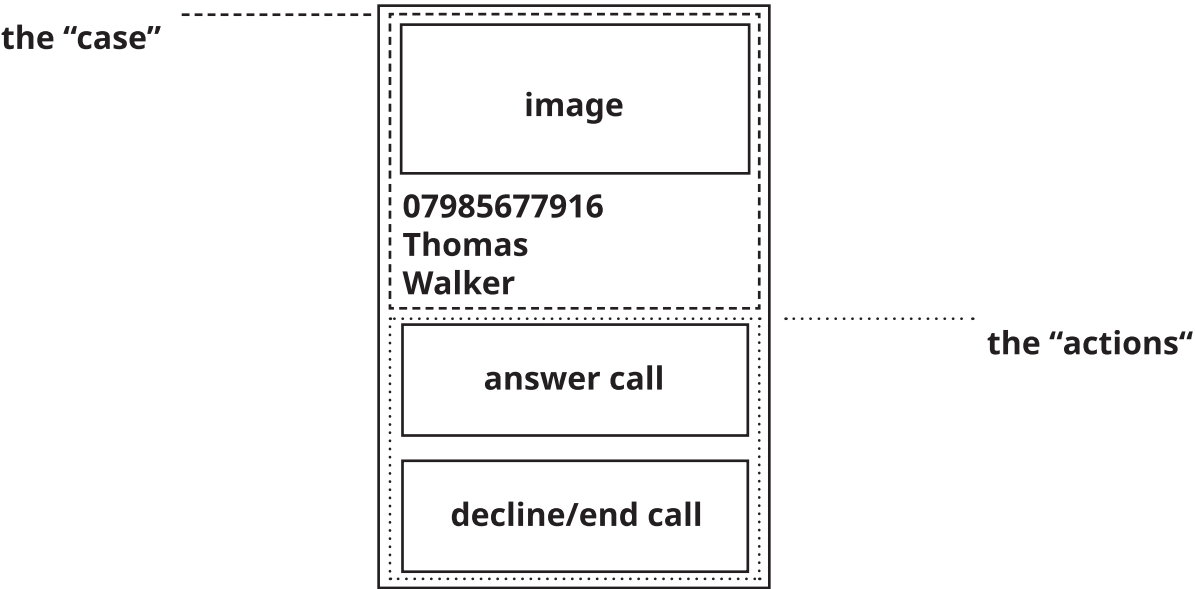 the “case”
image
07985677916
Thomas
Walker
answer call
the “actions“
decline/end call